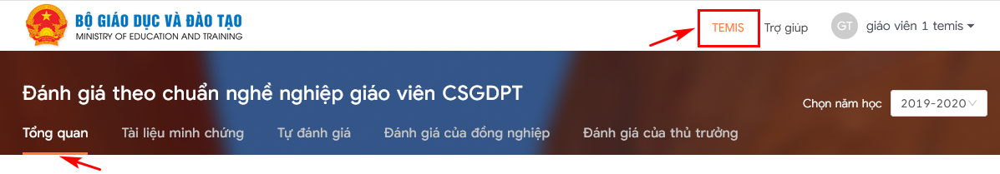 BỘ GIÁO DỤC VÀ ĐÀO TẠO
MINISTRY OF EDUCATION AND TRAINING
TEMIS
Trợ giúp
GT
giáo viên 1 temis
Đánh giá theo chuẩn nghề nghiệp giáo viên CSGDPT
Chọn năm học
2019-2020
Tổng quan
Tài liệu minh chứng
Tự đánh giá
Đánh giá của đồng nghiệp
Đánh giá của thủ trưởng